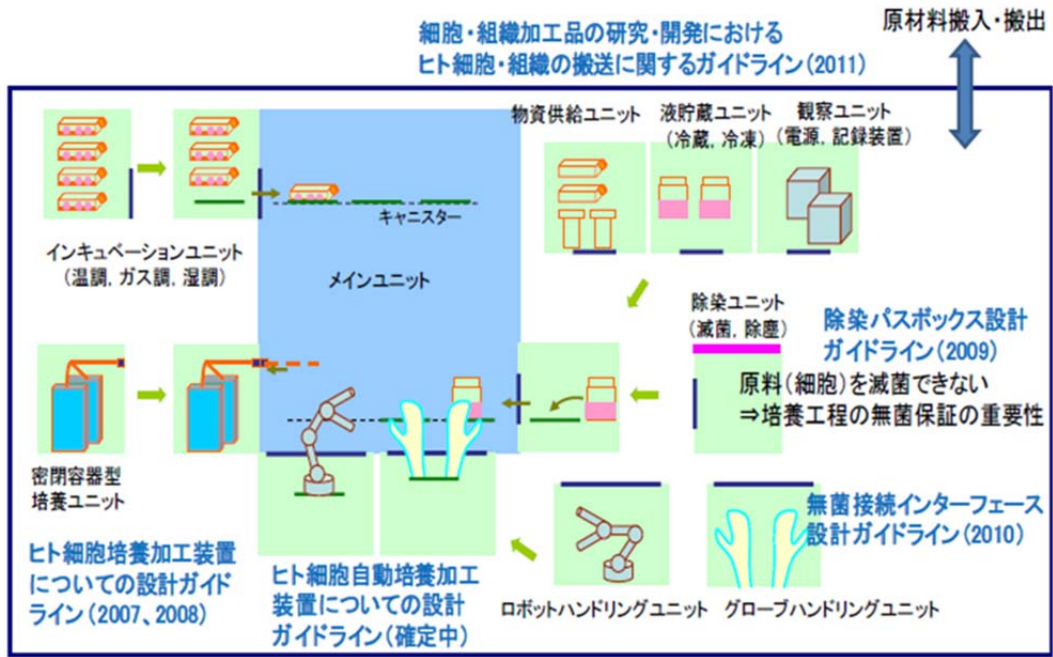 細胞・組織加工品の研究・開発における
ヒト細胞・組織の搬送に関するガイドライン（2011）
原材料搬入・搬出
物資供給ユニット
液貯蔵ユニット
（冷蔵，冷凍）
観察ユニット
（電源，記録装置）
キャニスター
インキュベーションユニット
（温調，ガス調，湿調）
メインユニット
除染ユニット
（滅菌，除塵）
除染パスボックス設計
ガイドライン（2009）
原料（細胞）を滅菌できない
⇒培養工程の無菌保証の重要性
密閉容器型
培養ユニット
無菌接続インターフェース
設計ガイドライン（2010）
ヒト細胞培養加工装置
についての設計ガイド
ライン（2007、2008）
ヒト細胞自動培養加工
装置についての設計
ガイドライン（確定中）
ロボットハンドリングユニット
グローブハンドリングユニット